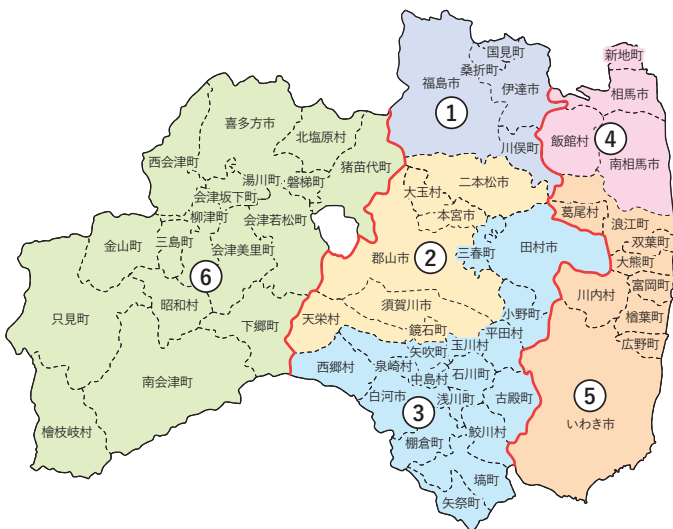 国見町
桑折町
福島市
伊達市
①
川俣町
新地町
相馬市
飯館村
④
南相馬市
喜多方市
北塩原村
西会津町
猪苗代町
湯川町
磐梯町
会津坂下町
柳津町
会津若松町
金山町
三島町
会津美里町
⑥
只見町
昭和村
下郷町
南会津町
檜枝岐村
大玉村
二本松市
本宮市
郡山市
②
天栄村
須賀川市
鏡石町
三春町
田村市
小野町
平田村
玉川村
矢吹町
西郷村
泉崎村
中島村
石川町
白河市
③
浅川町
古殿町
棚倉町
鮫川村
塙町
矢祭町
葛尾村
浪江町
双葉町
大熊町
富岡町
川内村
楢葉町
広野町
⑤
いわき市